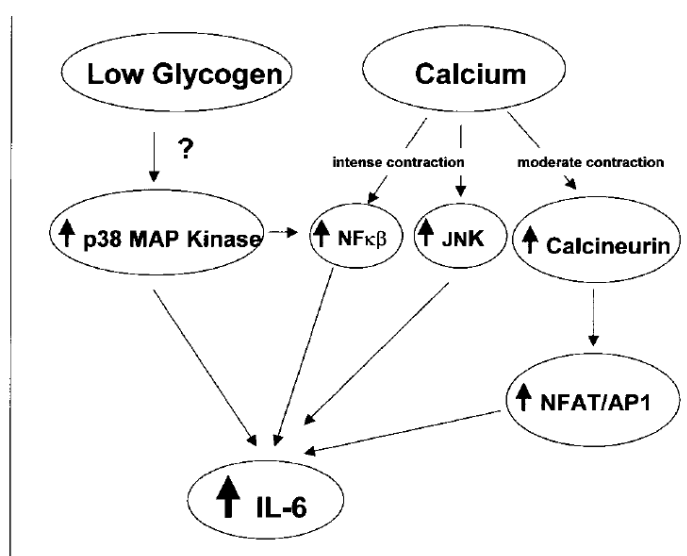 Low Glycogen
Calcium
?
intense contraction
moderate contraction
p38 MAP Kinase
NFκβ
JNK
Calcineurin
NFAT/AP1
IL-6